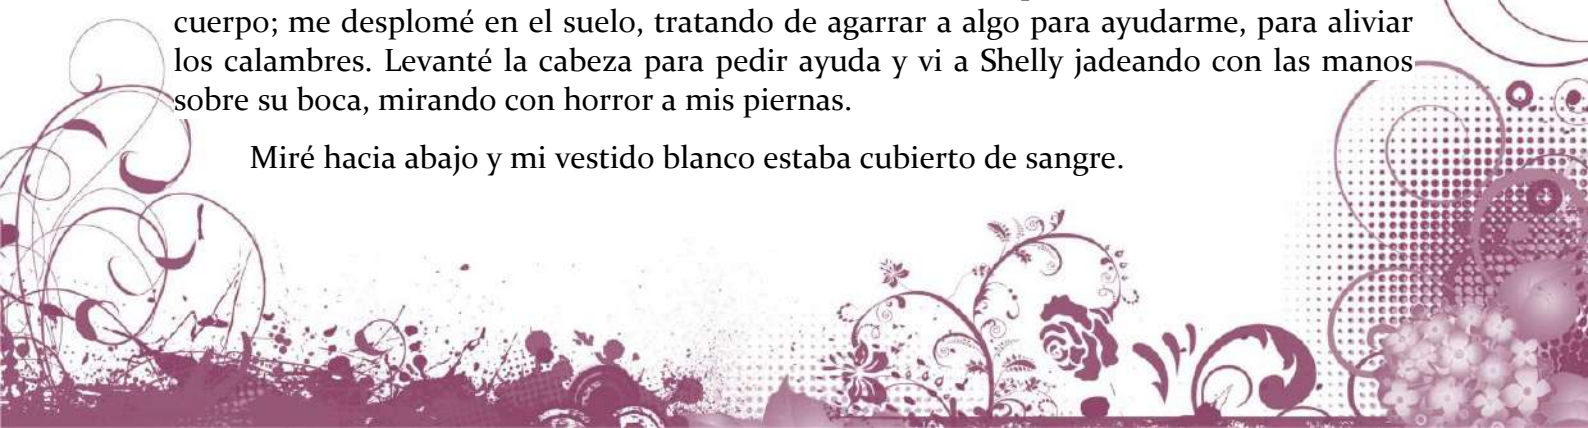 cuerpo; me desplomé en el suelo, tratando de agarrar a algo para ayudarme, para aliviar
los calambres. Levanté la cabeza para pedir ayuda y vi a Shelly jadeando con las manos
sobre su boca, mirando con horror a mis piernas.
Miré hacia abajo y mi vestido blanco estaba cubierto de sangre.